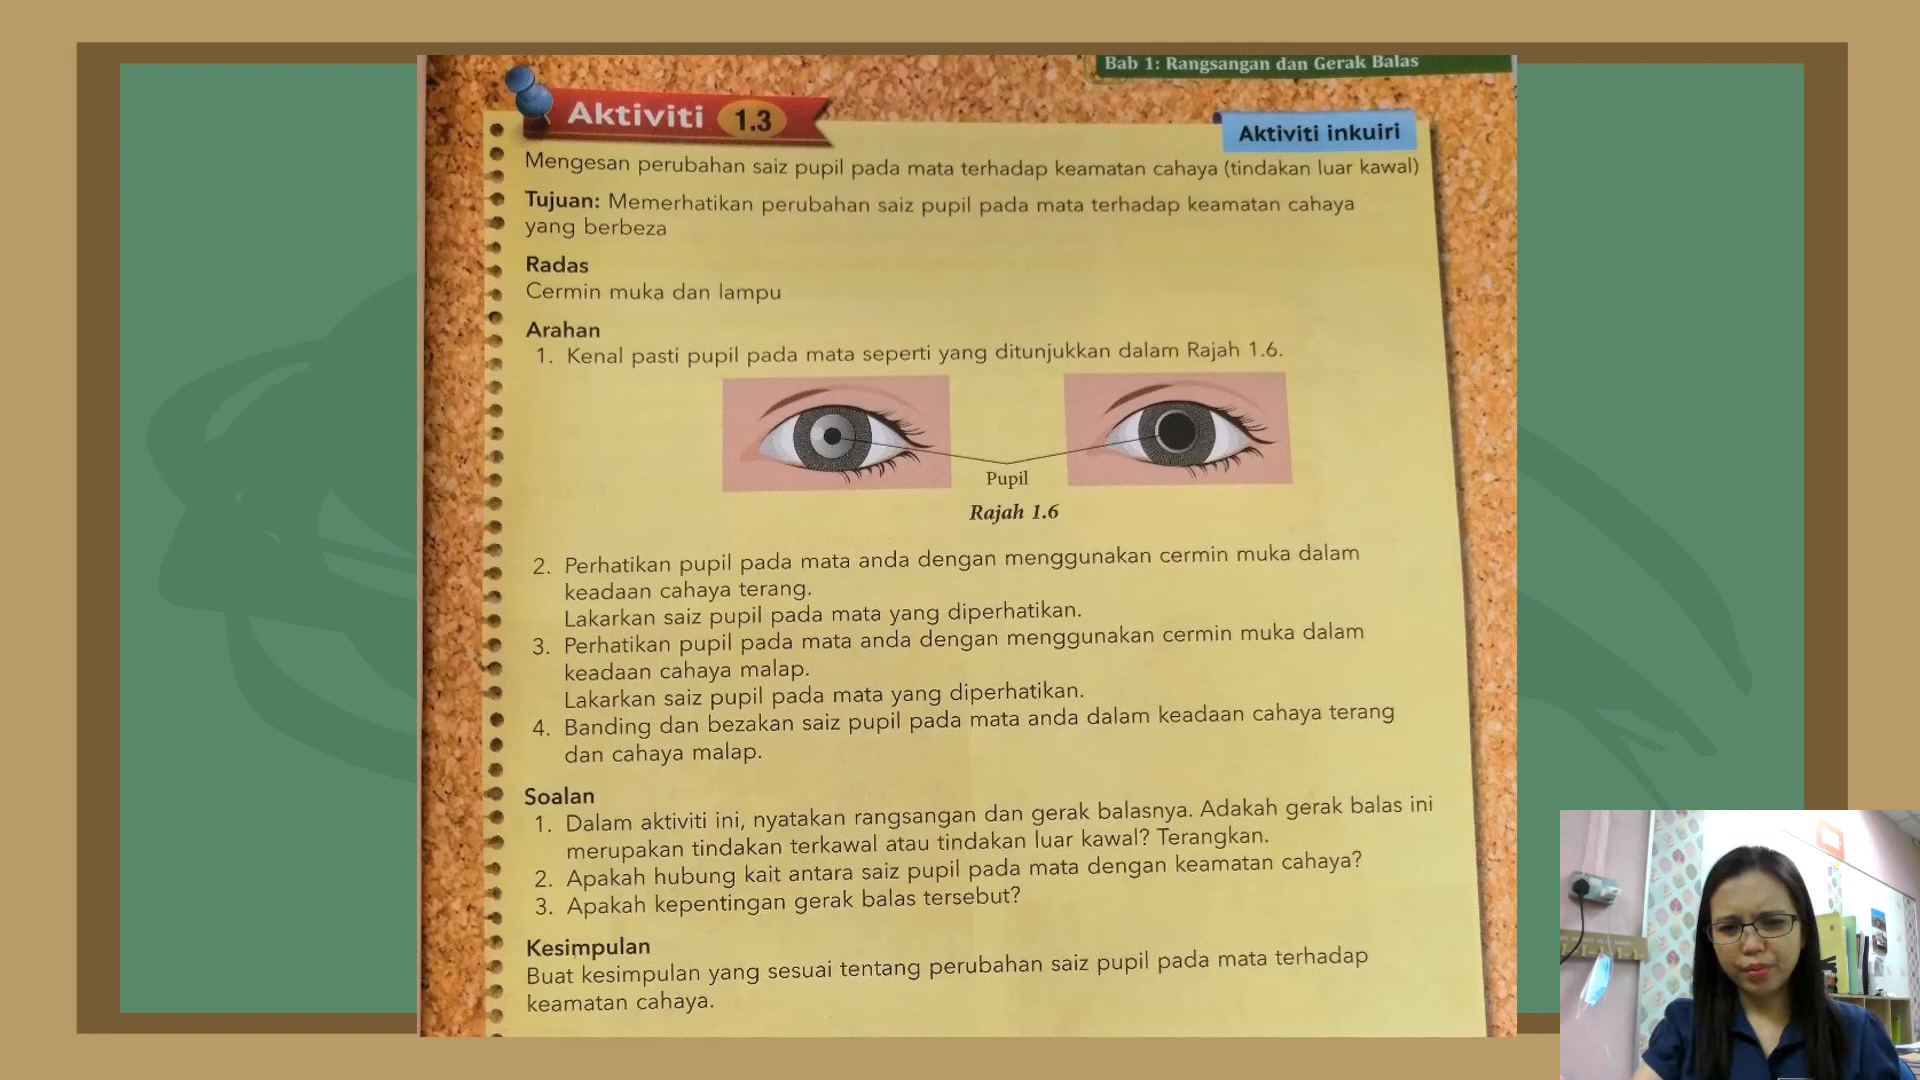 Bab 1: Rangsangan dan Gerak Balas
Aktiviti 1.3
Aktiviti inkuiri
Mengesan perubahan saiz pupil pada mata terhadap keamatan cahaya (tindakan luar kawal)
Tujuan: Memerhatikan perubahan saiz pupil pada mata terhadap keamatan cahaya
yang berbeza
Radas
Cermin muka dan lampu
Arahan
1. Kenal pasti pupil pada mata seperti yang ditunjukkan dalam Rajah 1.6.
Pupil
Rajah 1.6
2. Perhatikan pupil pada mata anda dengan menggunakan cermin muka dalam
keadaan cahaya terang.
Lakarkan saiz pupil pada mata yang diperhatikan.
3. Perhatikan pupil pada mata anda dengan menggunakan cermin muka dalam
keadaan cahaya malap.
Lakarkan saiz pupil pada mata yang diperhatikan.
4. Banding dan bezakan saiz pupil pada mata anda dalam keadaan cahaya terang
dan cahaya malap.
Soalan
1. Dalam aktiviti ini, nyatakan rangsangan dan gerak balasnya. Adakah gerak balas ini
merupakan tindakan terkawal atau tindakan luar kawal? Terangkan.
2. Apakah hubung kait antara saiz pupil pada mata dengan keamatan cahaya?
3. Apakah kepentingan gerak balas tersebut?
Kesimpulan
Buat kesimpulan yang sesuai tentang perubahan saiz pupil pada mata terhadap
keamatan cahaya.